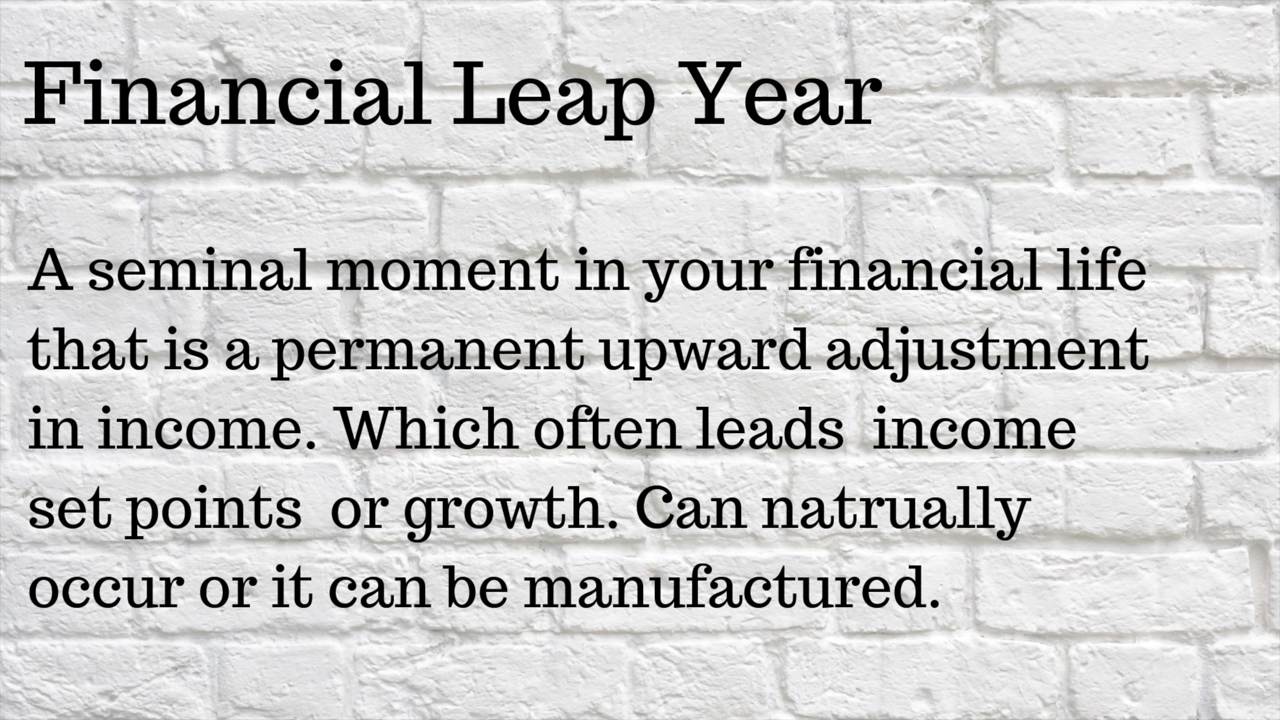 Financial Leap Year
A seminal moment in your financial life
that is a permanent upward adjustment
in income. Which often leads  income
set points  or growth. Can natrually
occur or it can be manufactured.